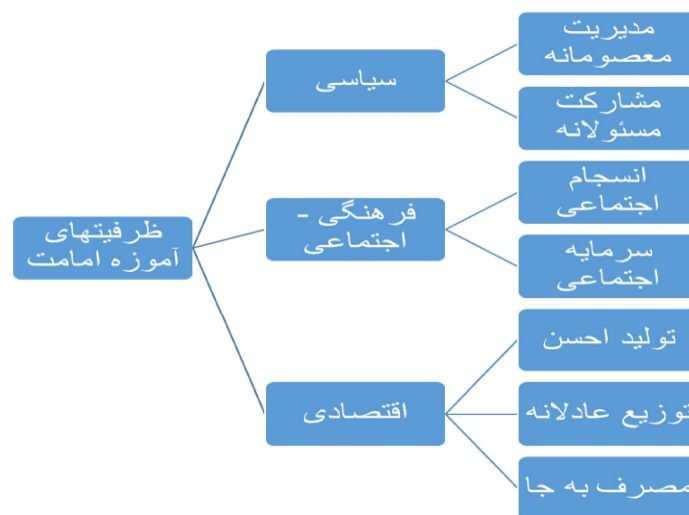 ظرفیتهای
آموزه امامت
سیاسی
فرهنگی -
اجتماعی
اقتصادی
مدیریت
معصومانه
مشارکت
مسئولانه
انسجام
اجتماعی
سرمایه
اجتماعی
تولید احسن
توزیع عادلانه
مصرف به جا